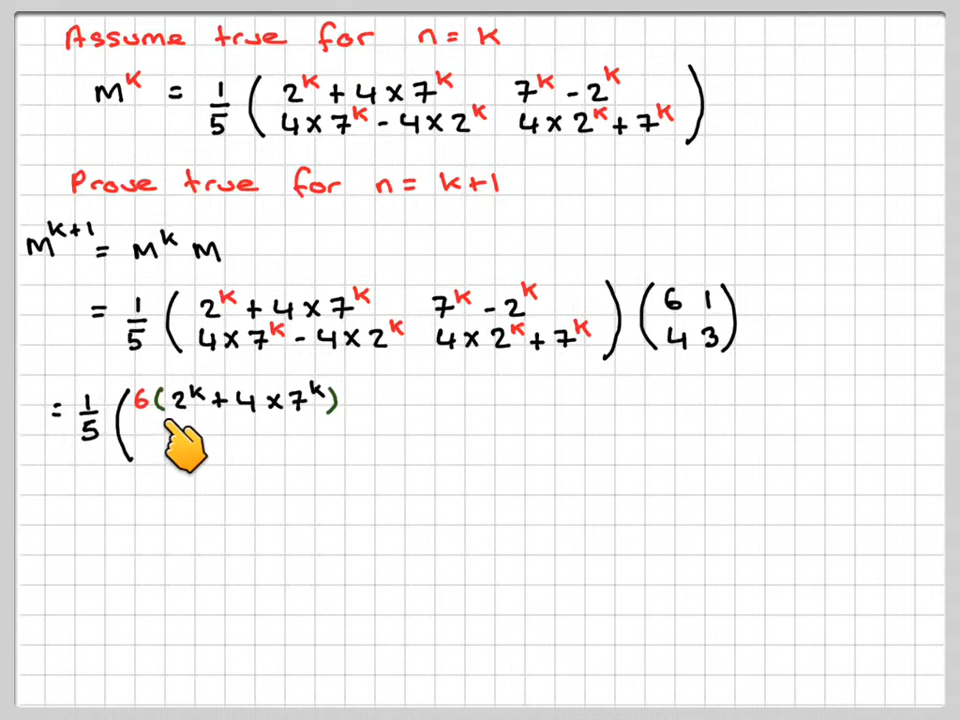 Assume true for n = k
M^k = 1/5 ( 2^k + 4 × 7^k   7^k - 2^k
4 × 7^k - 4 × 2^k   4 × 2^k + 7^k )
Prove true for n = k+1
M^k+1 = M^k M
= 1/5 ( 2^k + 4 × 7^k   7^k - 2^k ) ( 6 1 )
4 × 7^k - 4 × 2^k   4 × 2^k + 7^k   4 3
= 1/5 ( 6(2^k + 4 × 7^k)